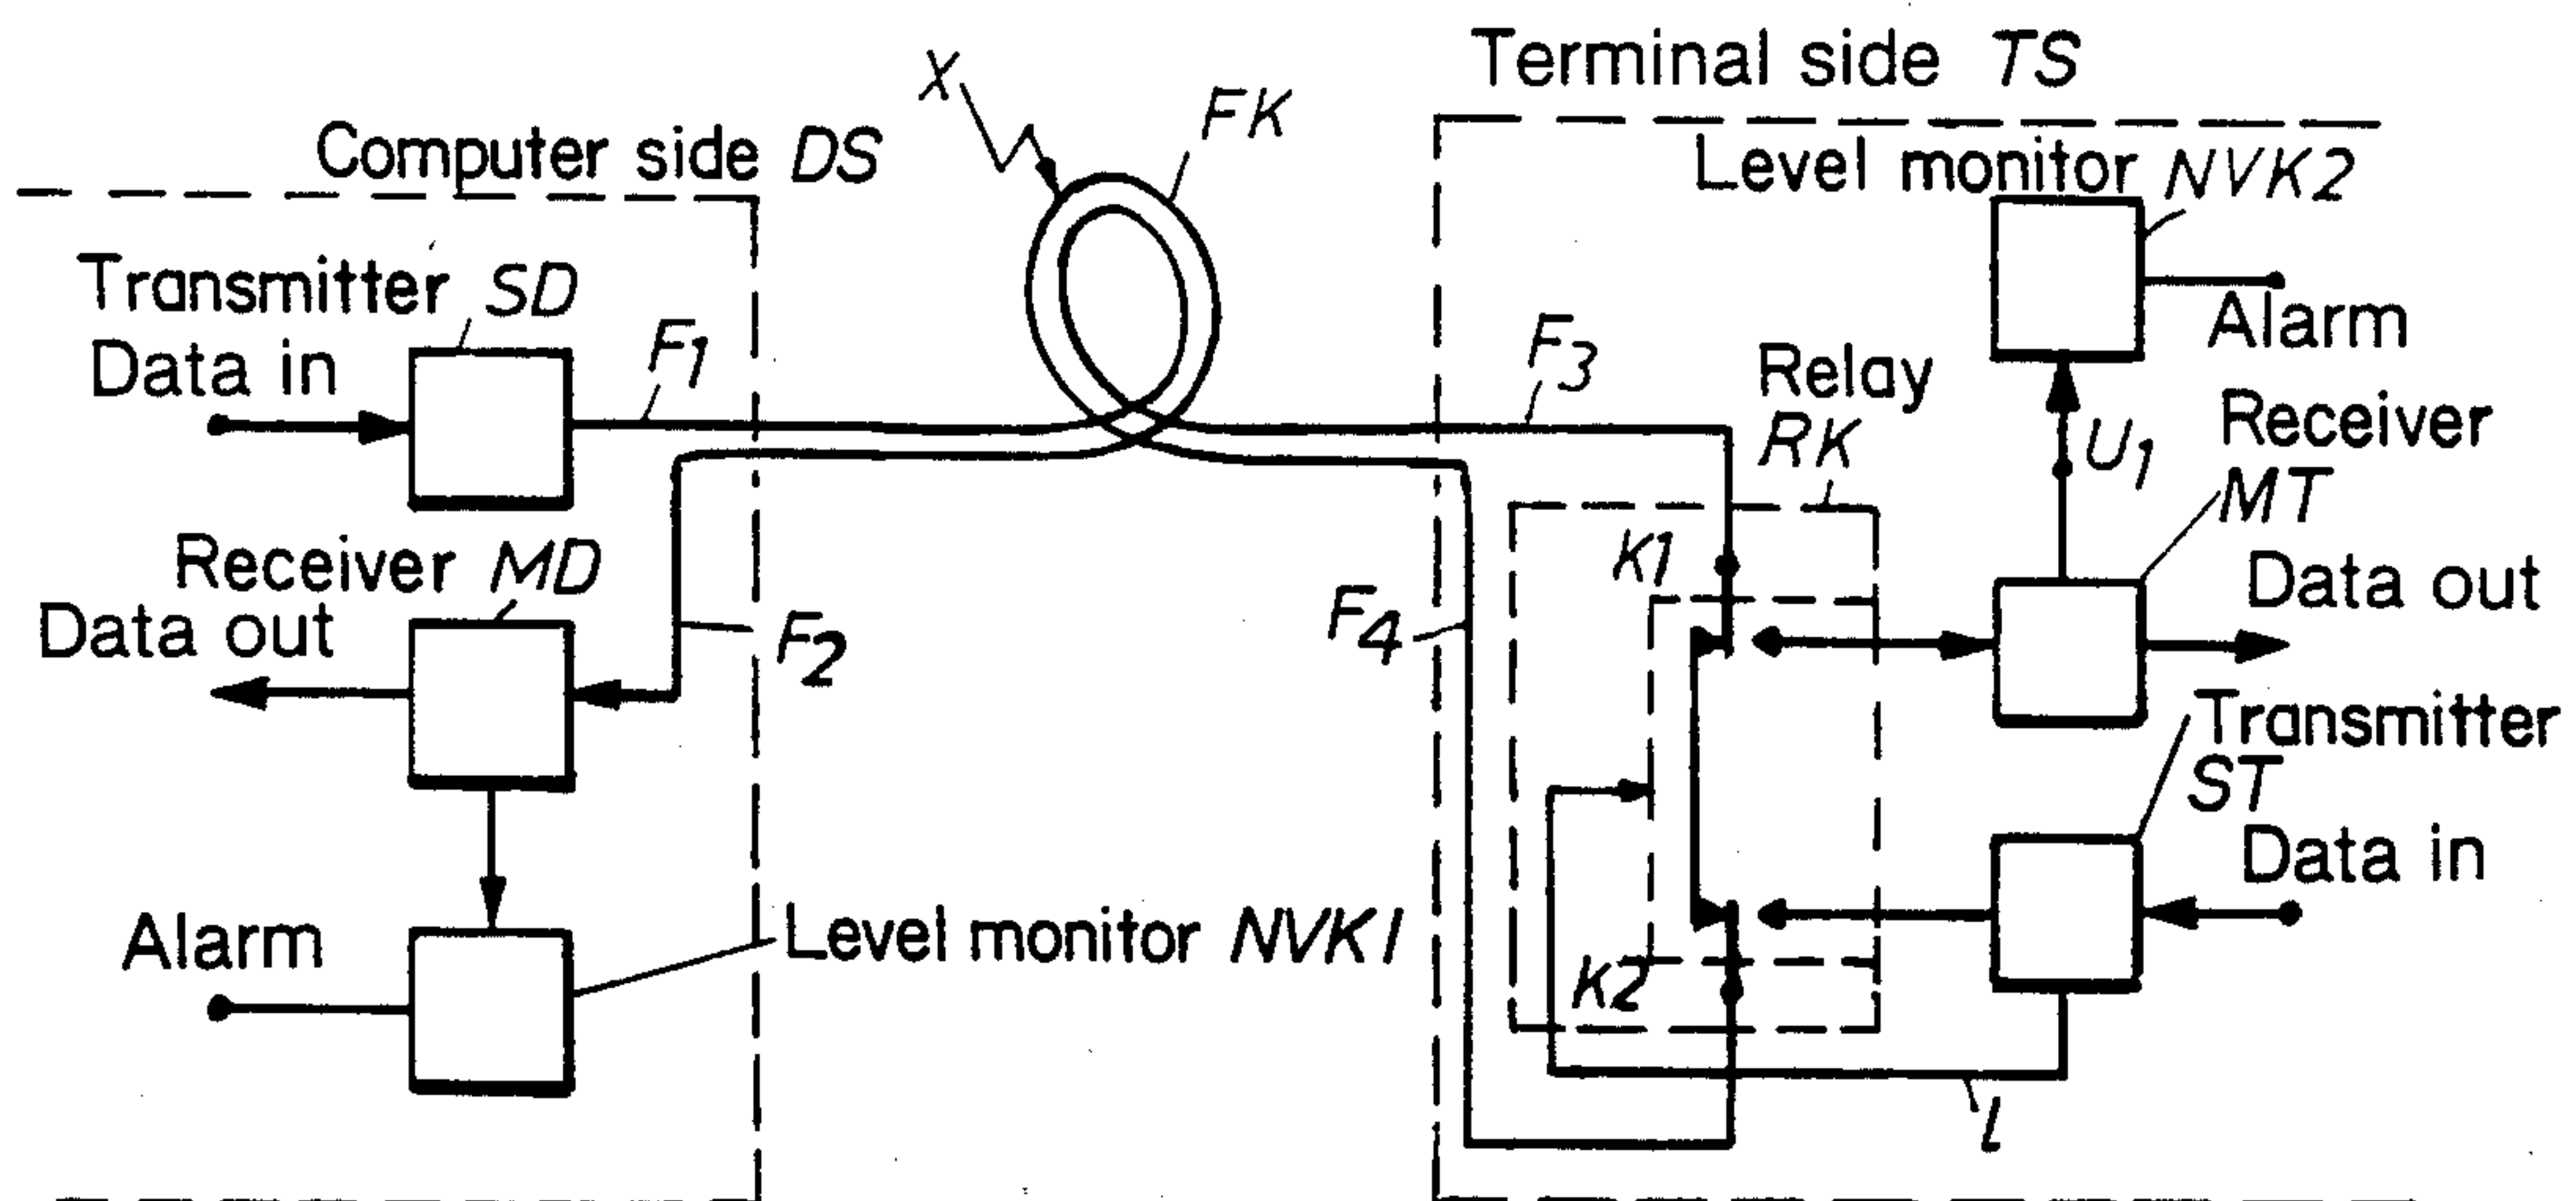 Terminal side TS
X
FK
Computer side DS
Level monitor NVK2
Transmitter SD
Data in
F1
F3
Relay
RK
Alarm
U1
Receiver
MT
Receiver MD
Data out
F2
F4
K1
Data out
Transmitter
ST
Data in
Alarm
Level monitor NVK1
K2
l